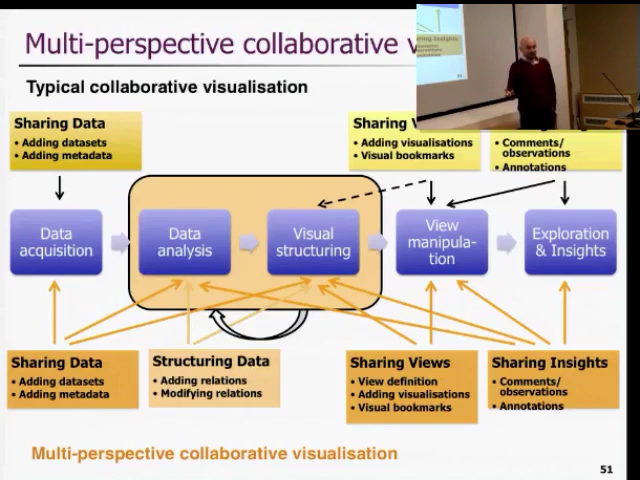 Multi-perspective collaborative v
Typical collaborative visualisation
Sharing Data
• Adding datasets
• Adding metadata
Sharing V
• Adding visualisations
• Visual bookmarks
• Comments/
observations
• Annotations
Data
acquisition
Data
analysis
Visual
structuring
View
manipula-
tion
Exploration
& Insights
Sharing Data
• Adding datasets
• Adding metadata
Structuring Data
• Adding relations
• Modifying relations
Sharing Views
• View definition
• Adding visualisations
• Visual bookmarks
Sharing Insights
• Comments/
observations
• Annotations
Multi-perspective collaborative visualisation
51